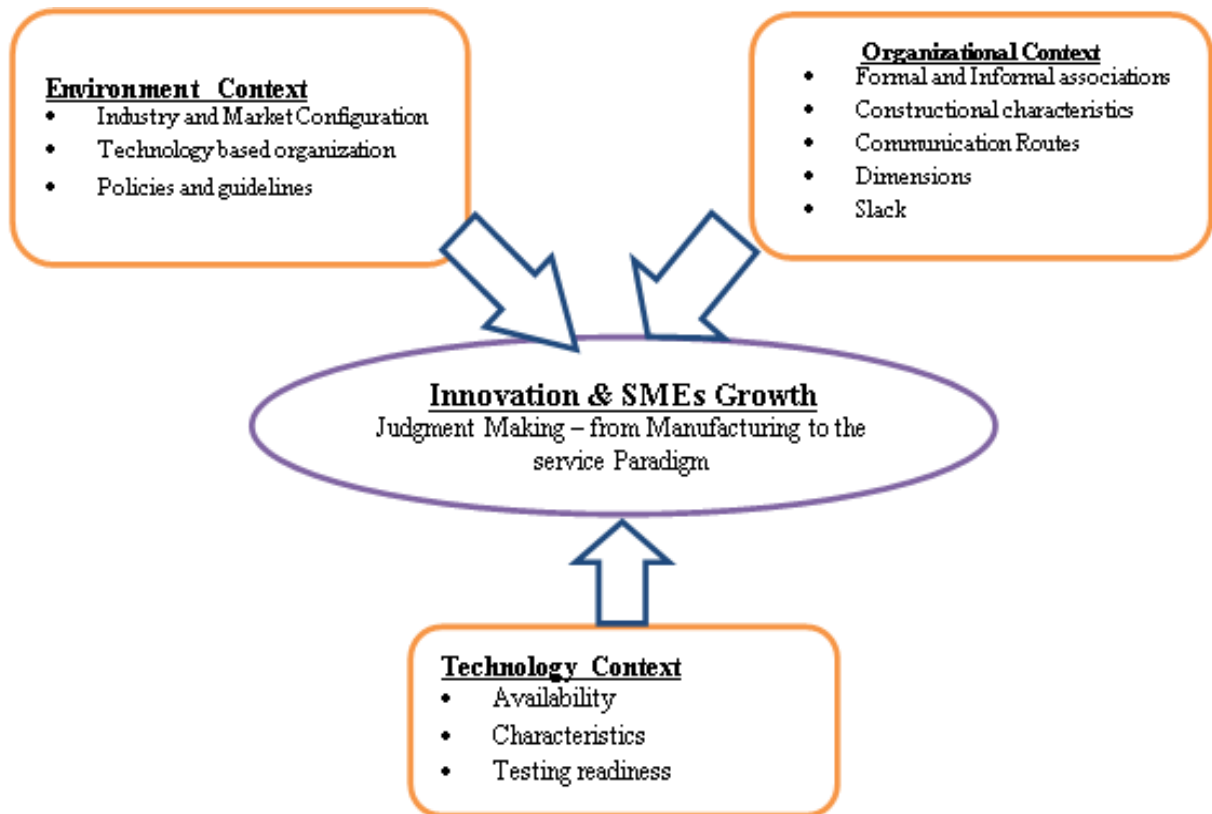 Environment Context
• Industry and Market Configuration
• Technology based organization
• Policies and guidelines
Organizational Context
• Formal and Informal associations
• Constructional characteristics
• Communication Routes
• Dimensions
• Slack
Innovation & SMEs Growth
Judgment Making – from Manufacturing to the
service Paradigm
Technology Context
• Availability
• Characteristics
• Testing readiness